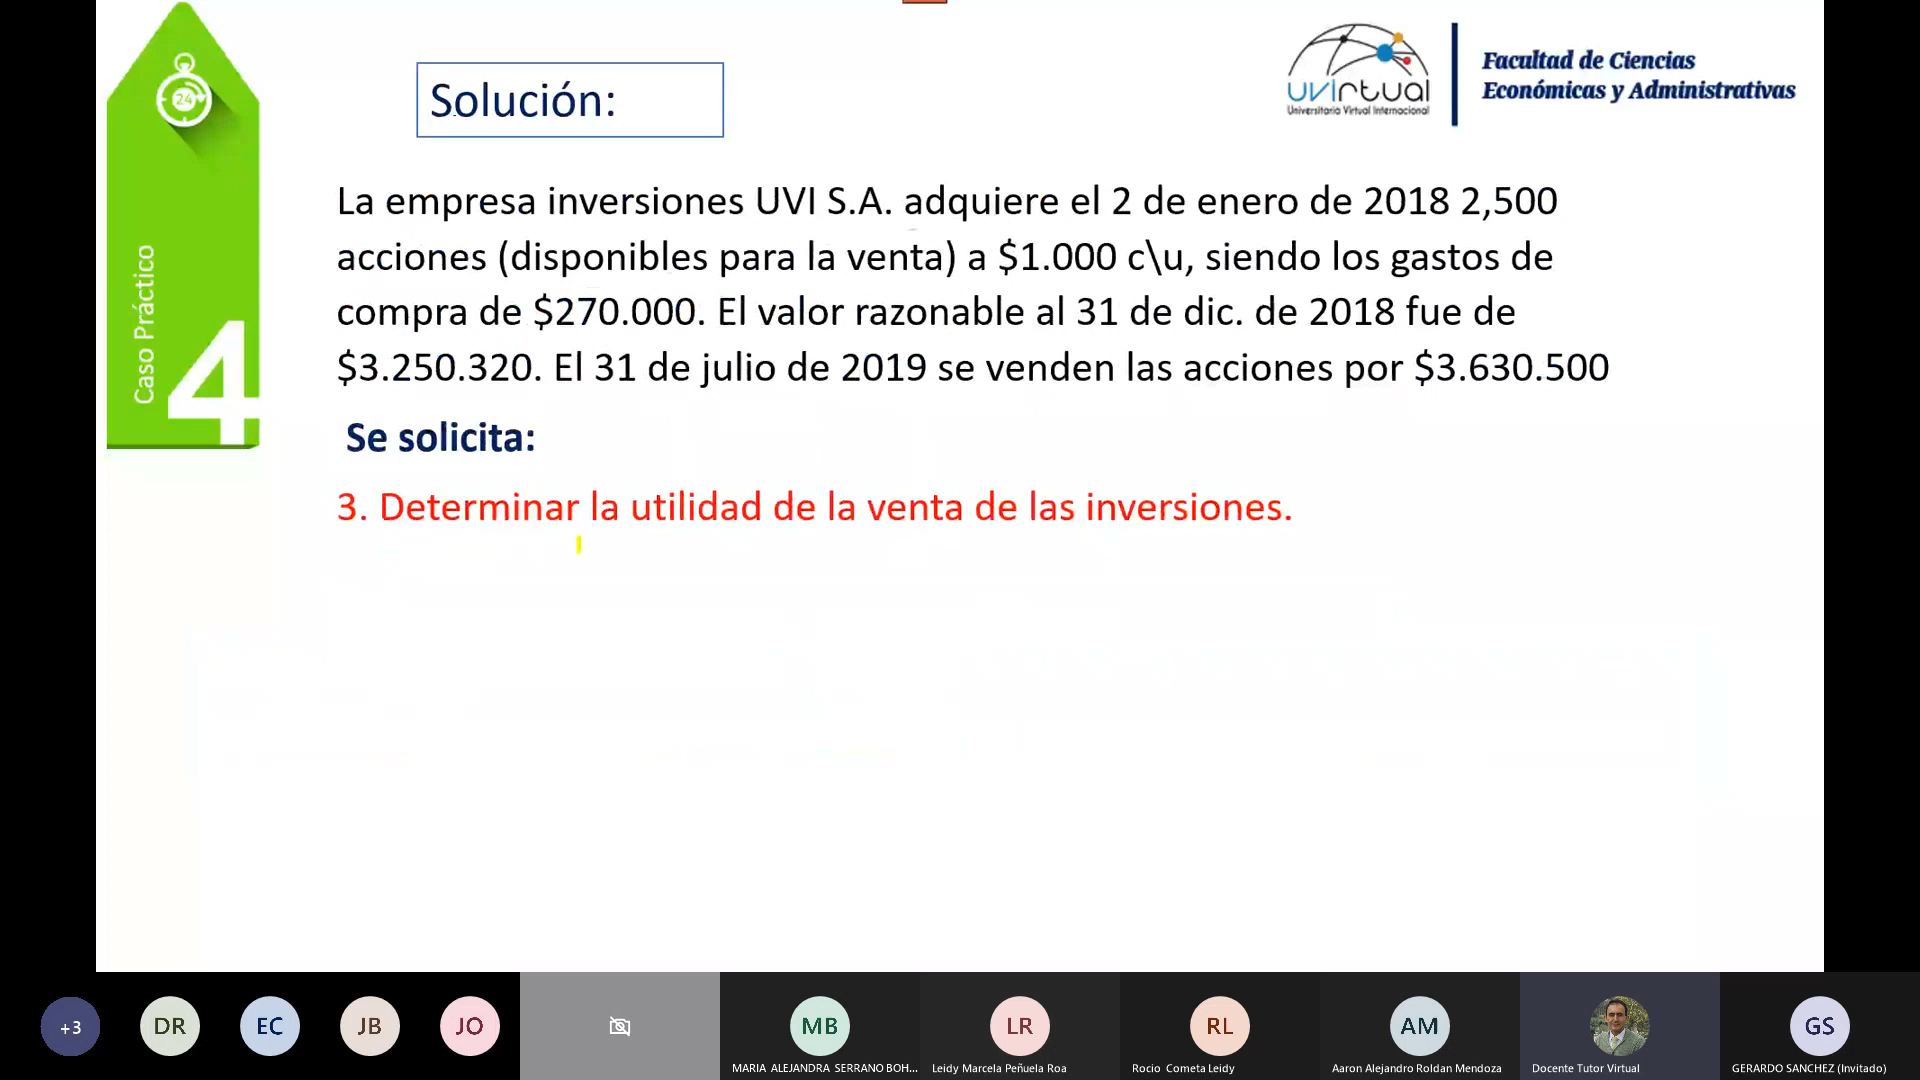 24
Caso Práctico
4
Solución:
uvirtual
Universitaria Virtual Internacional
Facultad de Ciencias
Económicas y Administrativas
La empresa inversiones UVI S.A. adquiere el 2 de enero de 2018 2,500
acciones (disponibles para la venta) a $1.000 c\u, siendo los gastos de
compra de $270.000. El valor razonable al 31 de dic. de 2018 fue de
$3.250.320. El 31 de julio de 2019 se venden las acciones por $3.630.500
Se solicita:
3. Determinar la utilidad de la venta de las inversiones.
+3
DR
EC
JB
JO
MB
LR
RL
AM
GS
MARIA ALEJANDRA SERRANO BOH...
Leidy Marcela Peñuela Roa
Rocio Cometa Leidy
Aaron Alejandro Roldan Mendoza
Docente Tutor Virtual
GERARDO SANCHEZ (Invitado)